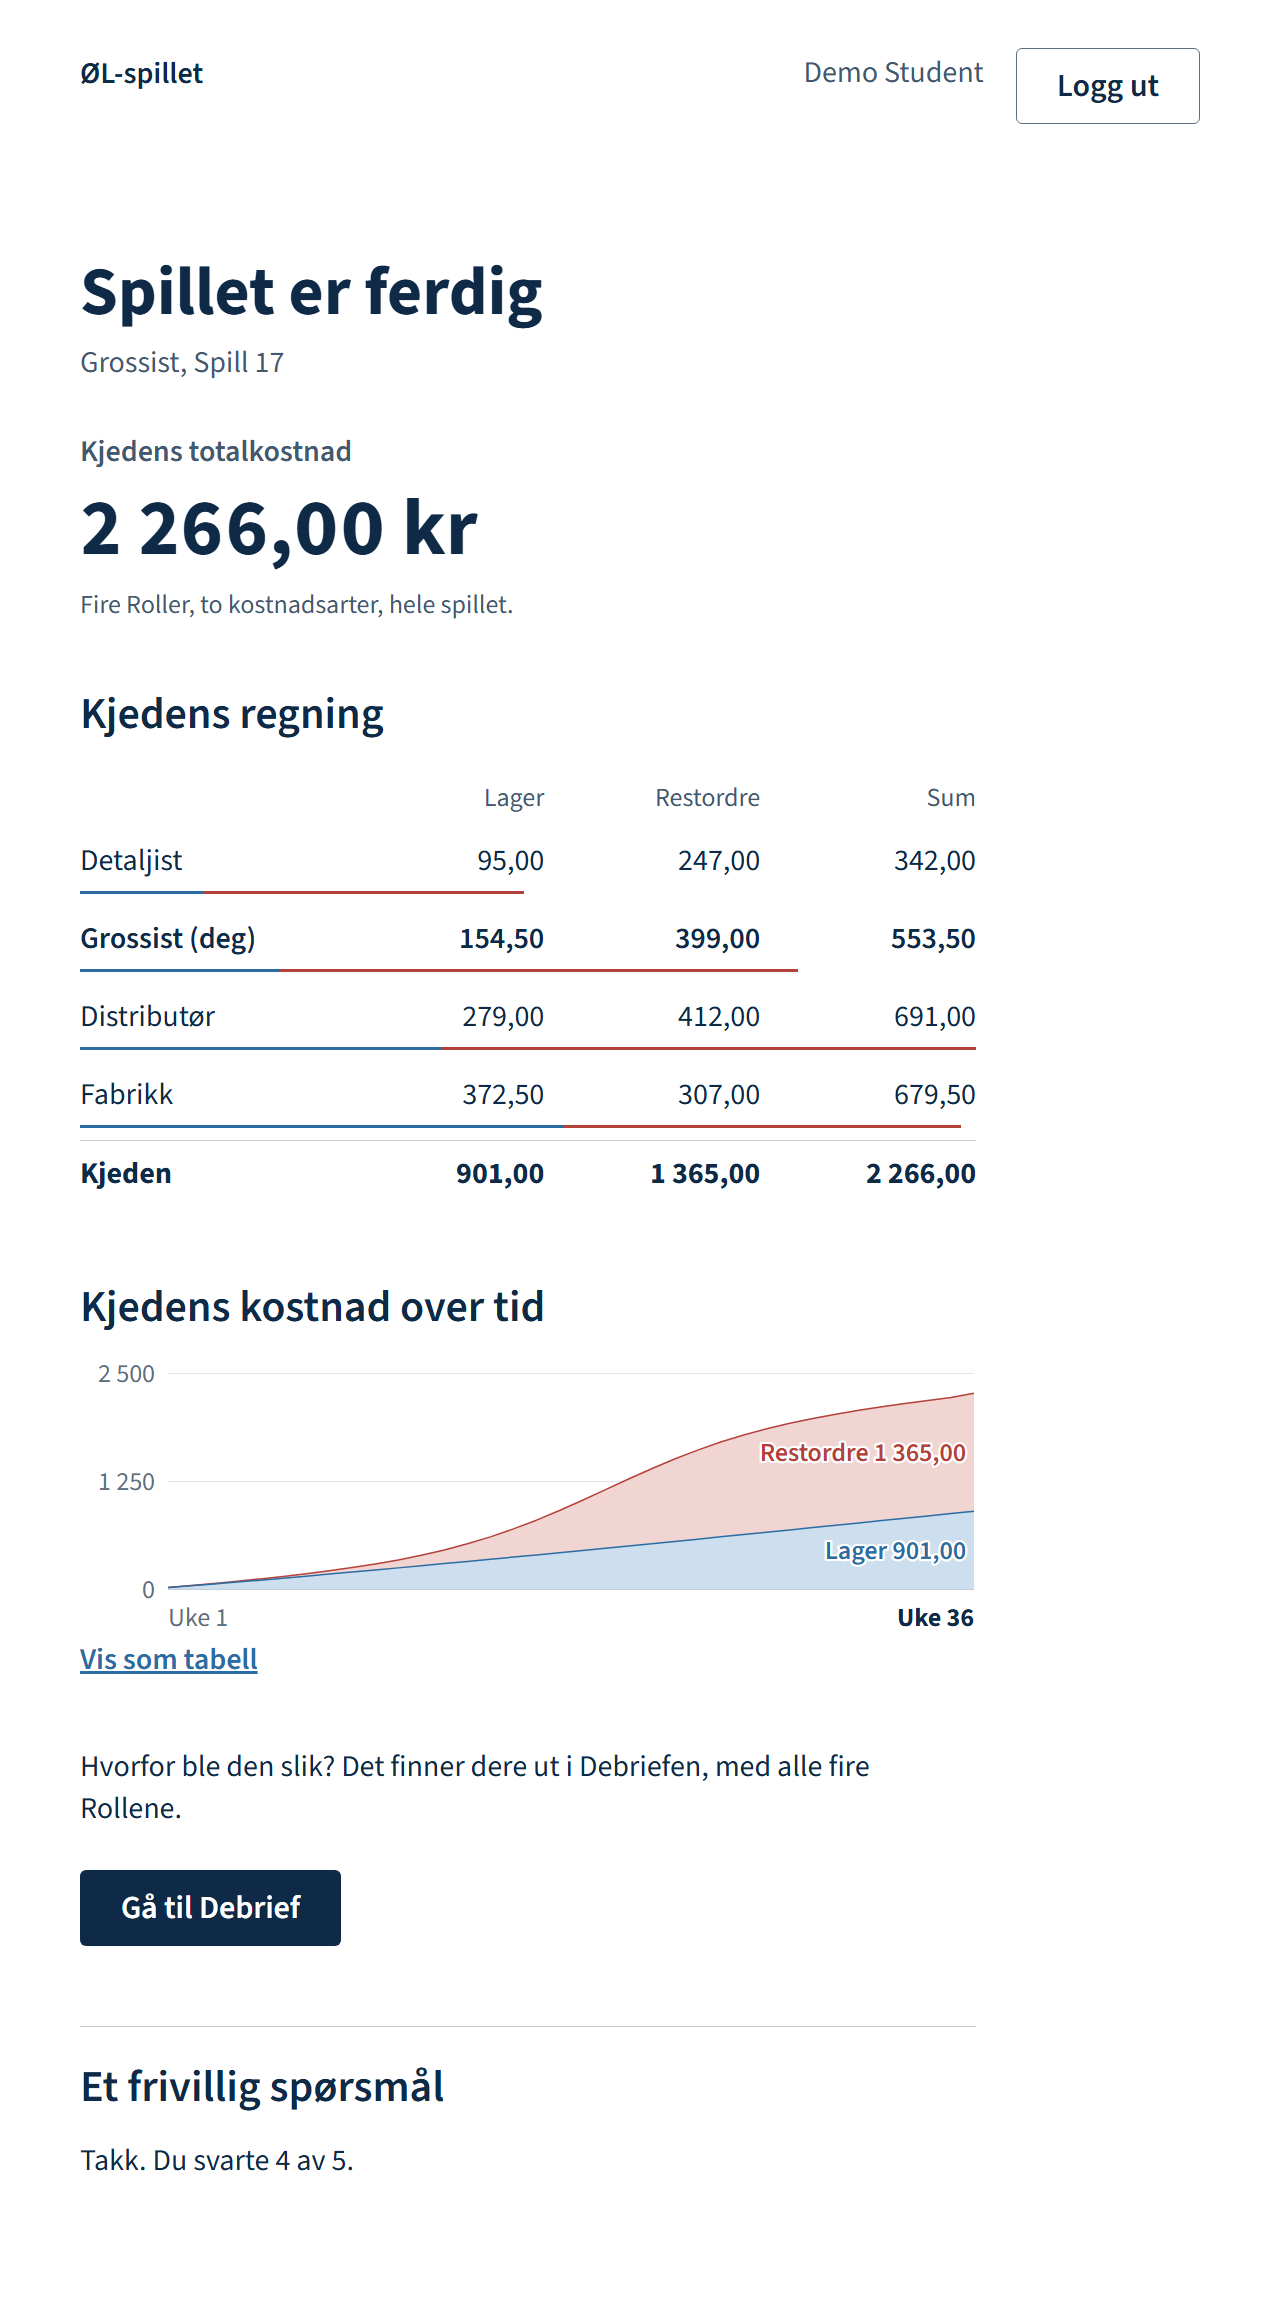 ØL-spillet
Demo Student
Logg ut
Spillet er ferdig
Grossist, Spill 17
Kjedens totalkostnad
2 266,00 kr
Fire Roller, to kostnadsarter, hele spillet.
Kjedens regning
Lager Restordre Sum
Detaljist 95,00 247,00 342,00
Grossist (deg) 154,50 399,00 553,50
Distributør 279,00 412,00 691,00
Fabrikk 372,50 307,00 679,50
Kjeden 901,00 1 365,00 2 266,00
Kjedens kostnad over tid
2 500
Restordre 1 365,00
1 250
Lager 901,00
0
Uke 1 Uke 36
Vis som tabell
Hvorfor ble den slik? Det finner dere ut i Debriefen, med alle fire
Rollene.
Gå til Debrief
Et frivillig spørsmål
Takk. Du svarte 4 av 5.